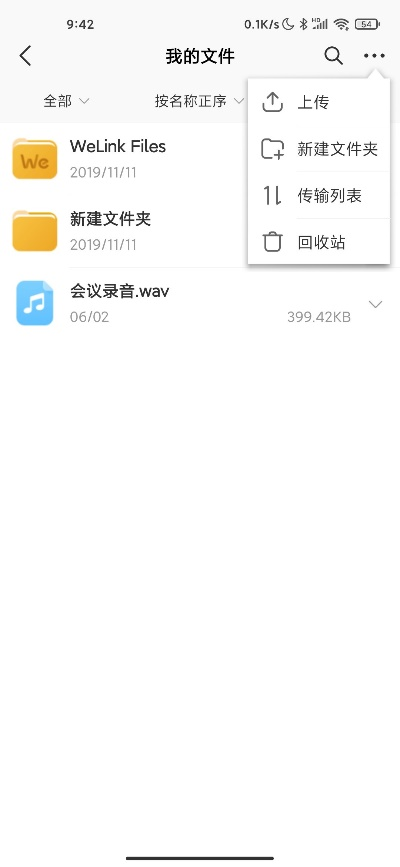 9:42 0.1K/s HD 54
我的文件
全部 按名称正序
上传
新建文件夹
传输列表
回收站
We
WeLink Files
2019/11/11
新建文件夹
2019/11/11
会议录音.wav
06/02 399.42KB